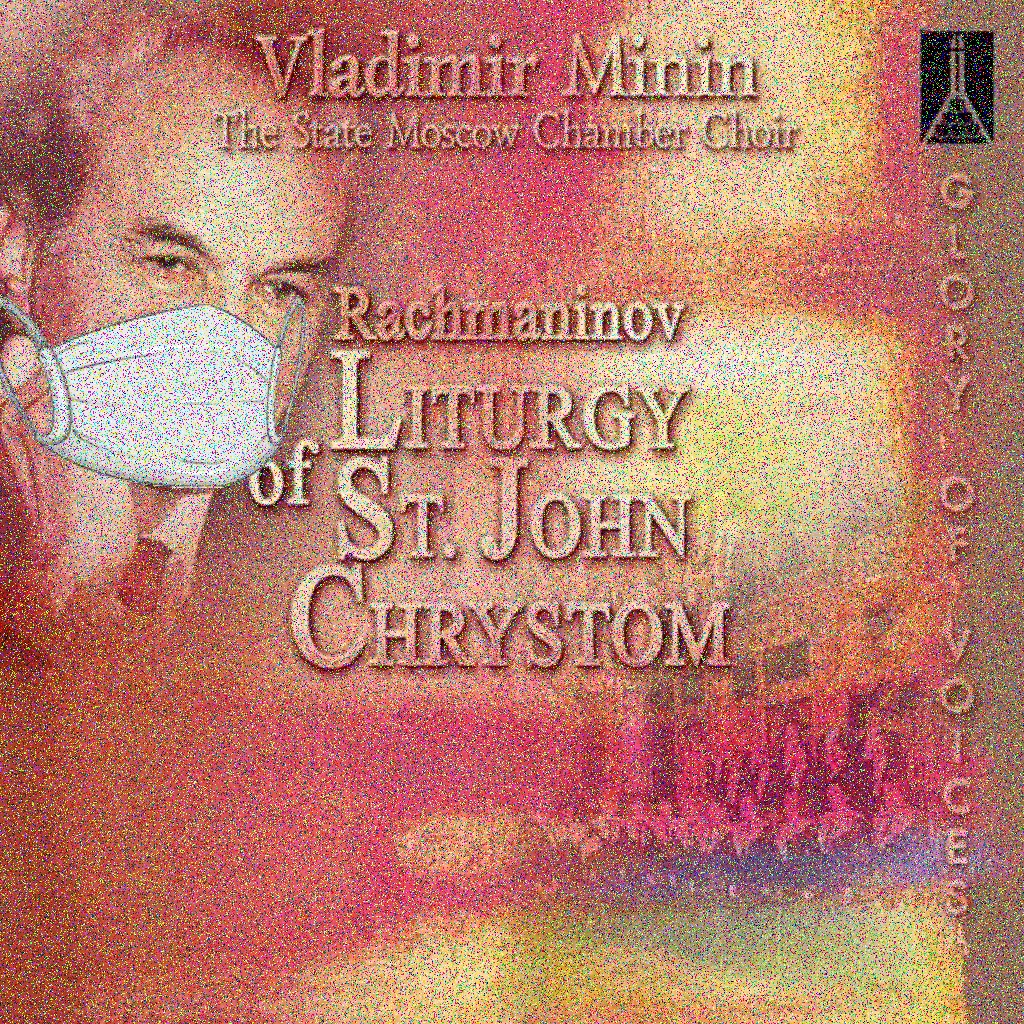 Vladimir Minin
The State Moscow Chamber Choir
Rachmaninov
LITURGY
of ST. JOHN
CHRYSTOM
GLORY OF VOICES